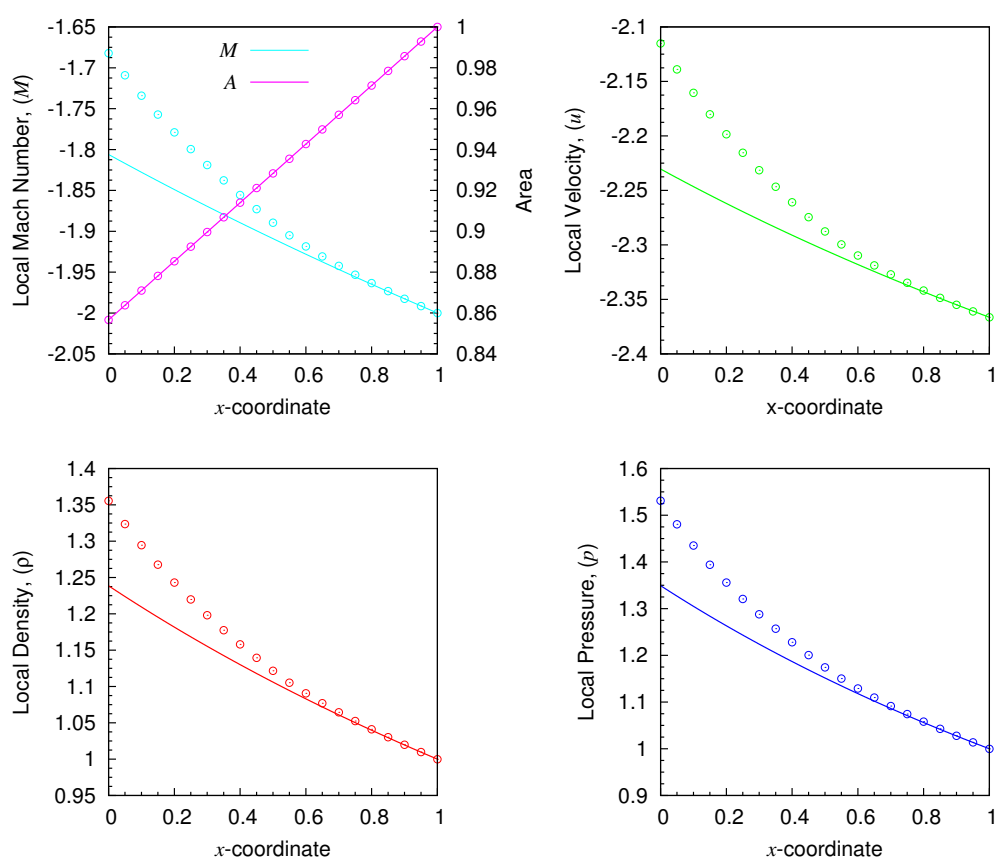 Local Mach Number, (M)
-1.65
-1.7
-1.75
-1.8
-1.85
-1.9
-1.95
-2
-2.05
M
A
1
0.98
0.96
0.94
0.92
0.9
0.88
0.86
0.84
Area
0 0.2 0.4 0.6 0.8 1
x-coordinate
Local Velocity, (u)
-2.1
-2.15
-2.2
-2.25
-2.3
-2.35
-2.4
0 0.2 0.4 0.6 0.8 1
x-coordinate
Local Density, (ρ)
1.4
1.35
1.3
1.25
1.2
1.15
1.1
1.05
1
0.95
0 0.2 0.4 0.6 0.8 1
x-coordinate
Local Pressure, (p)
1.6
1.5
1.4
1.3
1.2
1.1
1
0.9
0 0.2 0.4 0.6 0.8 1
x-coordinate